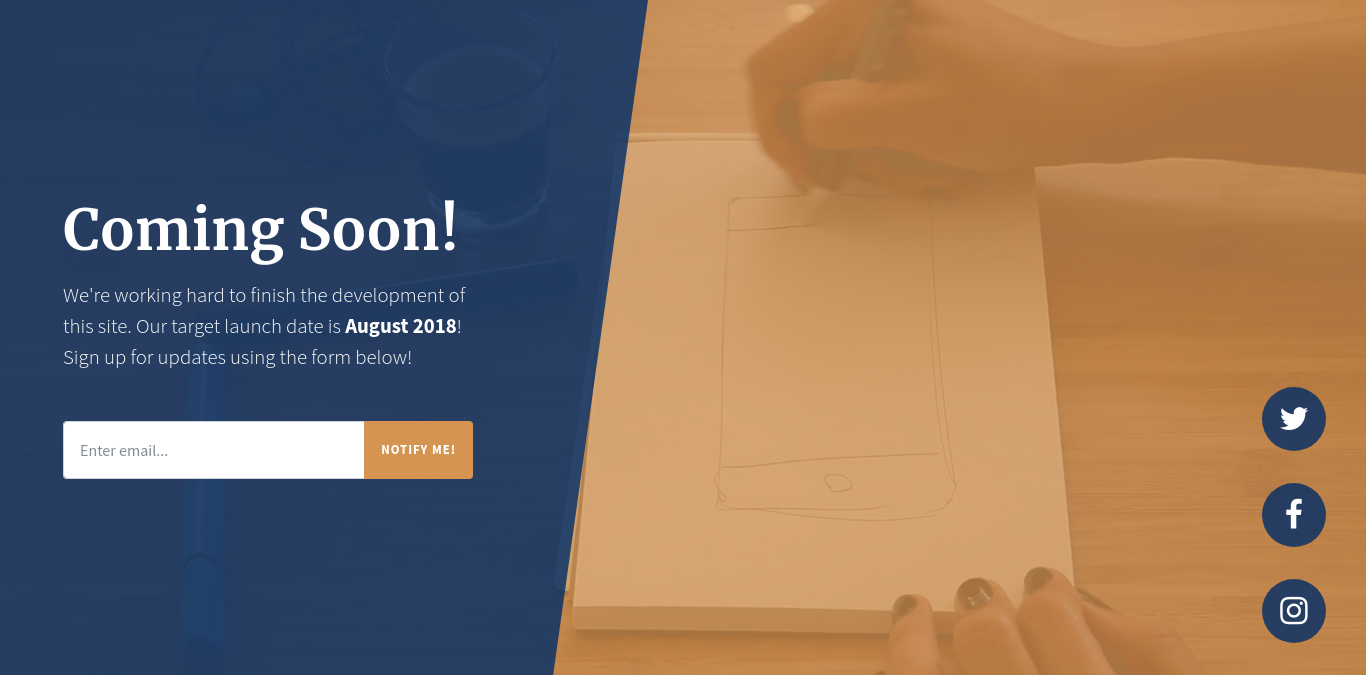 Coming Soon!
We're working hard to finish the development of
this site. Our target launch date is August 2018!
Sign up for updates using the form below!
Enter email...
NOTIFY ME!